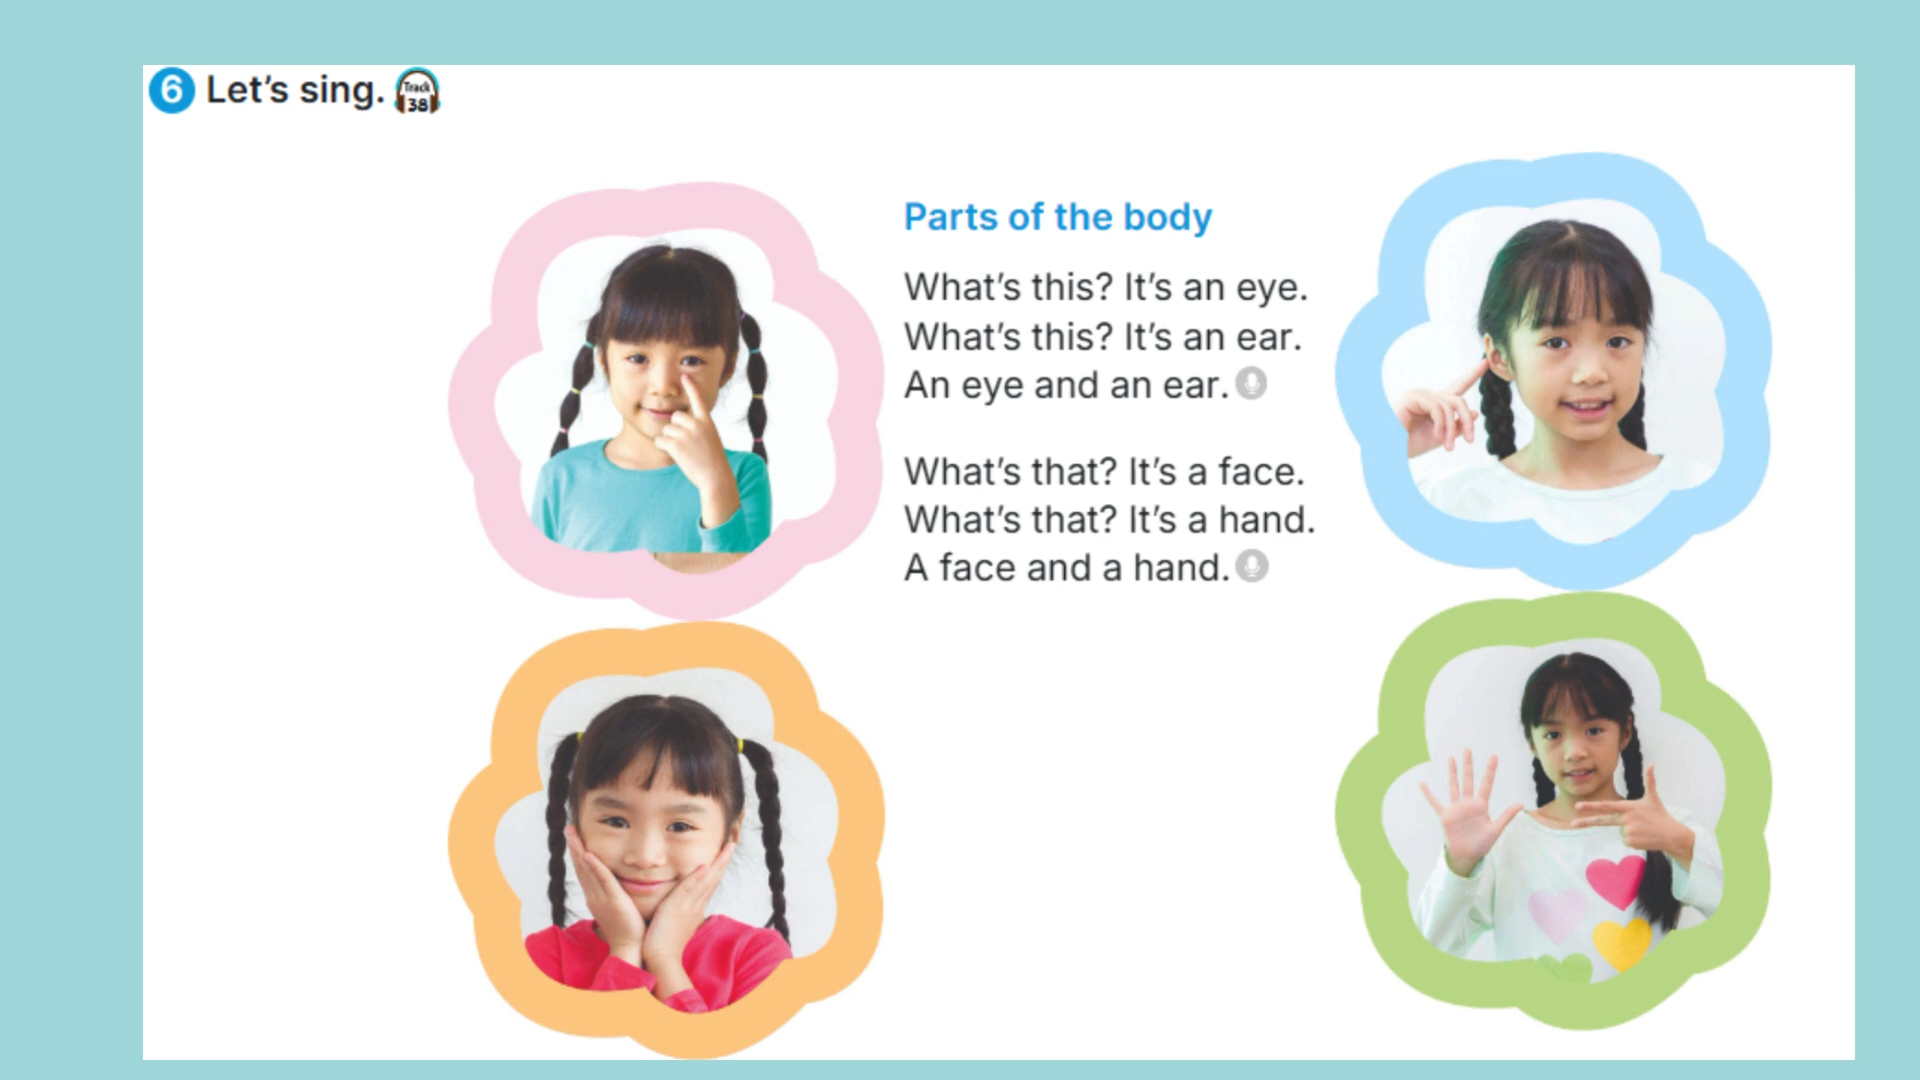 6 Let's sing. Track 38
Parts of the body
What's this? It's an eye.
What's this? It's an ear.
An eye and an ear.
What's that? It's a face.
What's that? It's a hand.
A face and a hand.